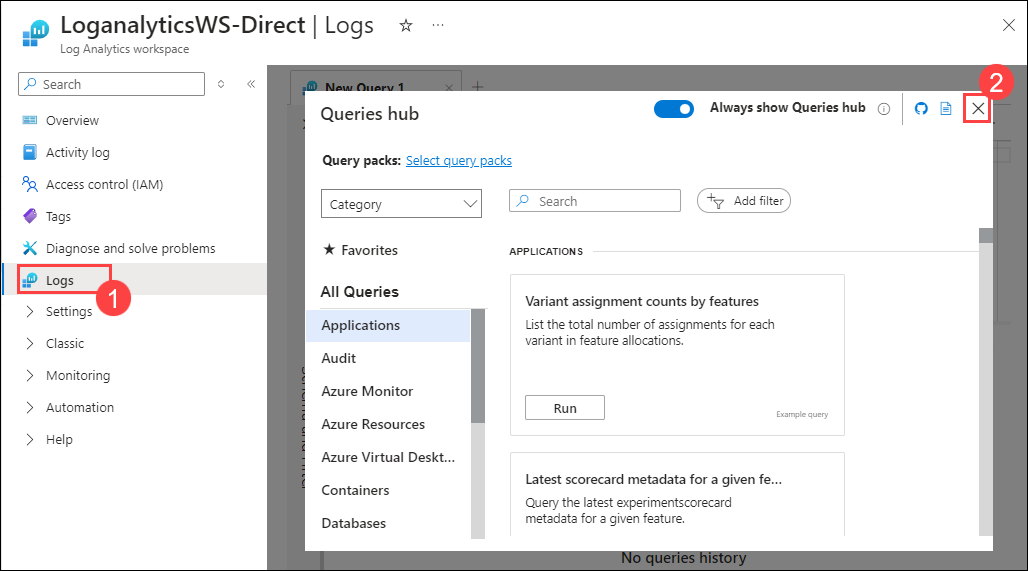 LoganalyticsWS-Direct | Logs
Log Analytics workspace
Search
Overview
Activity log
Access control (IAM)
Tags
Diagnose and solve problems
Logs
1
Settings
Classic
Monitoring
Automation
Help
New Query 1
2
Queries hub
Always show Queries hub
Query packs: Select query packs
Category
Search
Add filter
Favorites
All Queries
Applications
Audit
Azure Monitor
Azure Resources
Azure Virtual Deskt...
Containers
Databases
APPLICATIONS
Variant assignment counts by features
List the total number of assignments for each
variant in feature allocations.
Run
Example query
Latest scorecard metadata for a given fe...
Query the latest experimentscorecard
metadata for a given feature.
No queries history